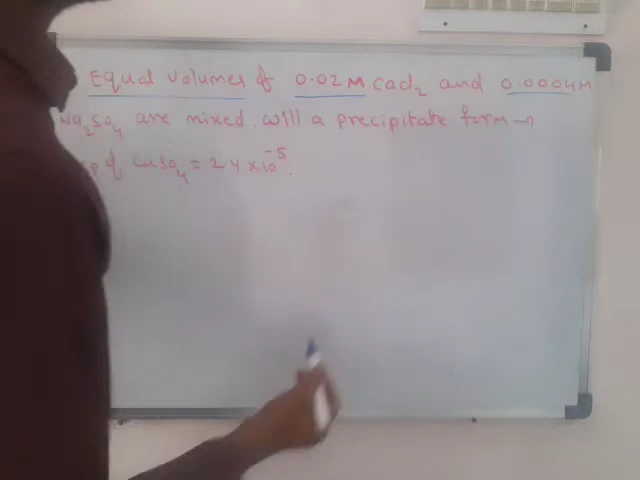 Equal volumes of 0.02M CaCl2 and 0.0004M
Na2SO4 are mixed. will a precipitate form
sp of CaSO4 = 2.4 x 10^-5.